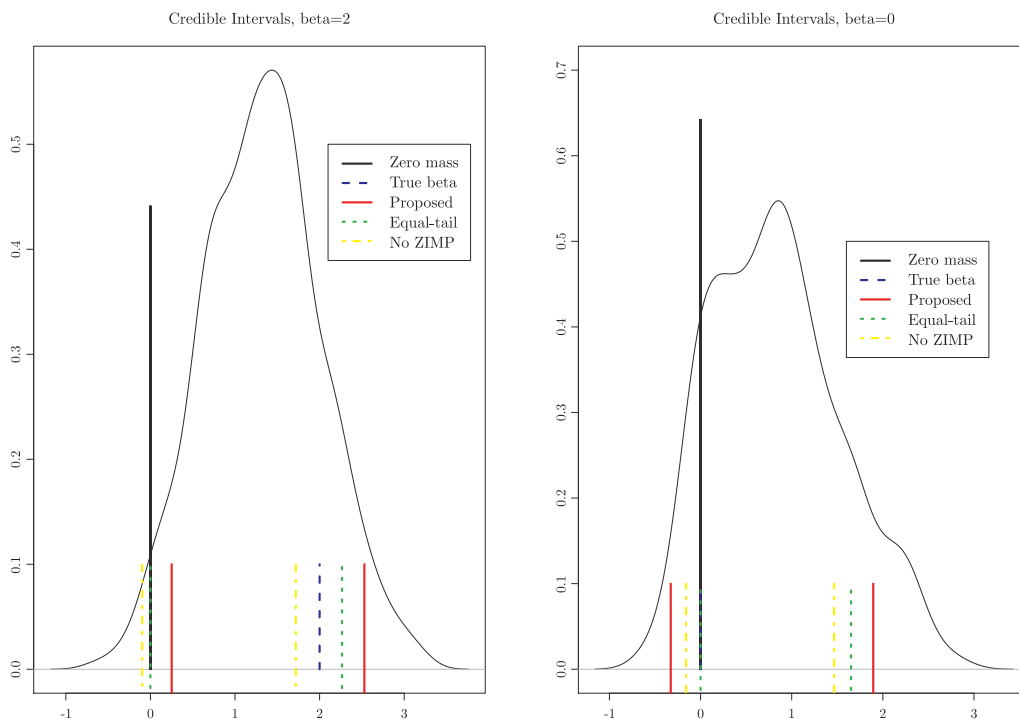 Credible Intervals, beta=2
0.5
0.4
0.3
0.2
0.1
0.0
-1
0
1
2
3
Zero mass
True beta
Proposed
Equal-tail
No ZIMP
Credible Intervals, beta=0
0.7
0.6
0.5
0.4
0.3
0.2
0.1
0.0
-1
0
1
2
3
Zero mass
True beta
Proposed
Equal-tail
No ZIMP